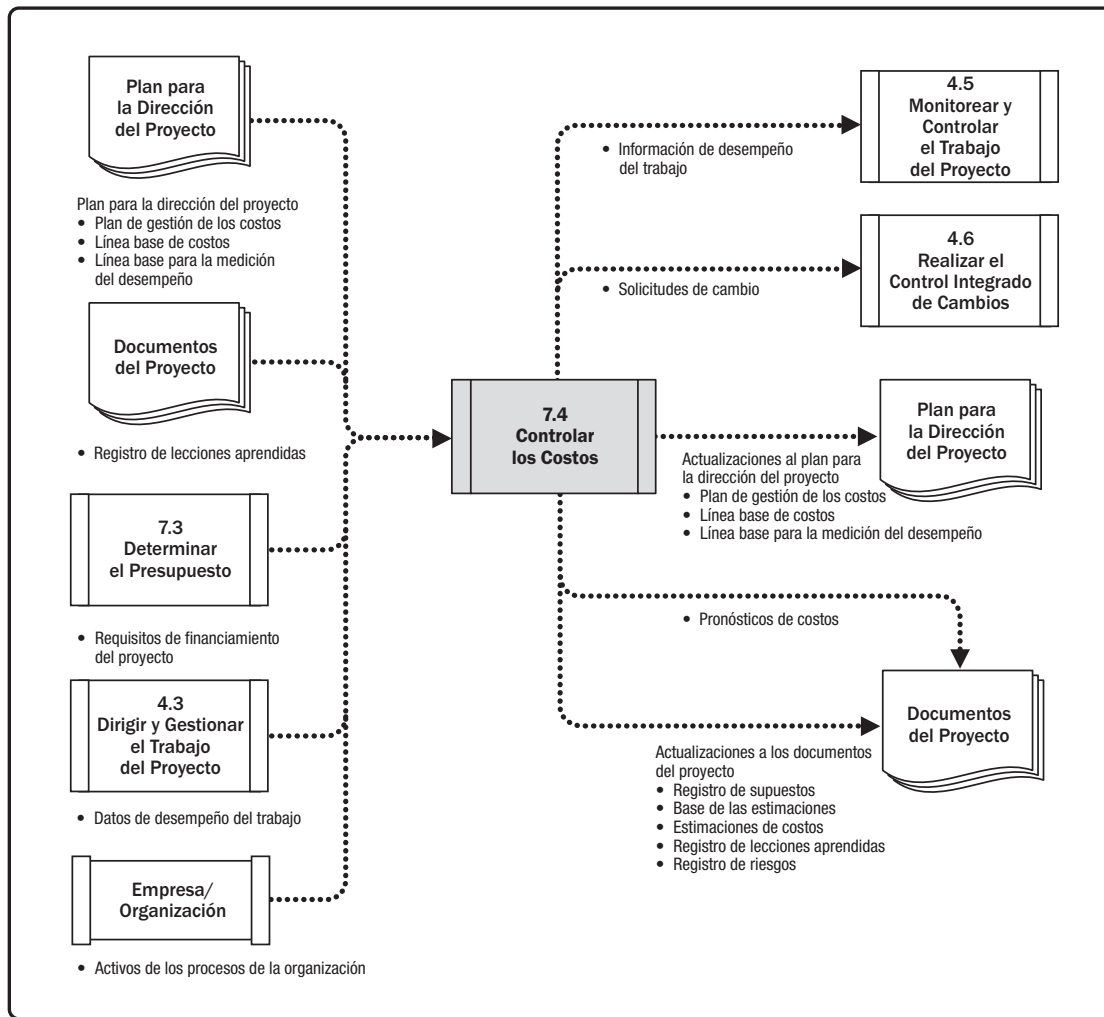 Plan para
la Dirección
del Proyecto
Plan para la dirección del proyecto
• Plan de gestión de los costos
• Línea base de costos
• Línea base para la medición
del desempeño
Documentos
del Proyecto
• Registro de lecciones aprendidas
7.3
Determinar
el Presupuesto
• Requisitos de financiamiento
del proyecto
4.3
Dirigir y Gestionar
el Trabajo
del Proyecto
• Datos de desempeño del trabajo
Empresa/
Organización
• Activos de los procesos de la organización
7.4
Controlar
los Costos
• Información de desempeño
del trabajo
4.5
Monitorear y
Controlar
el Trabajo
del Proyecto
• Solicitudes de cambio
4.6
Realizar el
Control Integrado
de Cambios
Actualizaciones al plan para
la dirección del proyecto
• Plan de gestión de los costos
• Línea base de costos
• Línea base para la medición del desempeño
Plan para
la Dirección
del Proyecto
• Pronósticos de costos
Actualizaciones a los documentos
del proyecto
• Registro de supuestos
• Base de las estimaciones
• Estimaciones de costos
• Registro de lecciones aprendidas
• Registro de riesgos
Documentos
del Proyecto